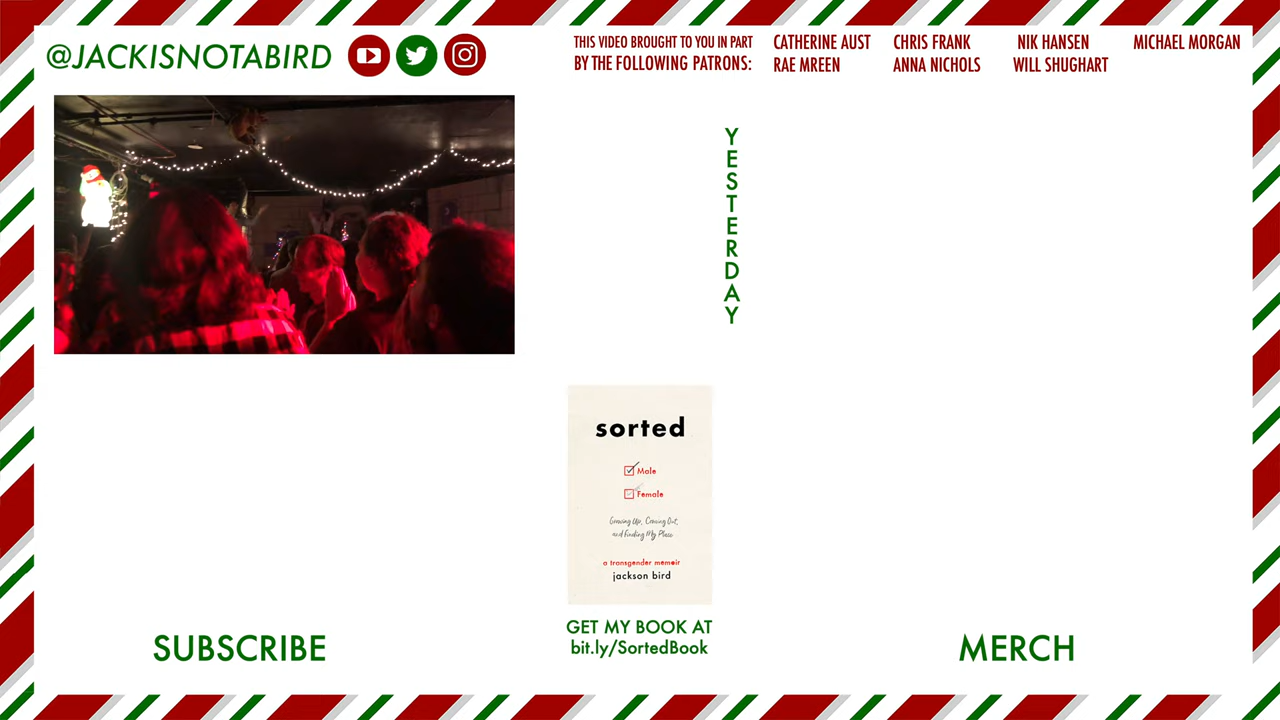 @JACKISNOTABIRD
THIS VIDEO BROUGHT TO YOU IN PART
BY THE FOLLOWING PATRONS:
CATHERINE AUST
RAE MREEN
CHRIS FRANK
ANNA NICHOLS
NIK HANSEN
WILL SHUGHART
MICHAEL MORGAN
YESTERDAY
sorted
Male
Female
Growing Up, Coming Out,
and Finding My Place
a transgender memoir
jackson bird
GET MY BOOK AT
bit.ly/SortedBook
SUBSCRIBE
MERCH